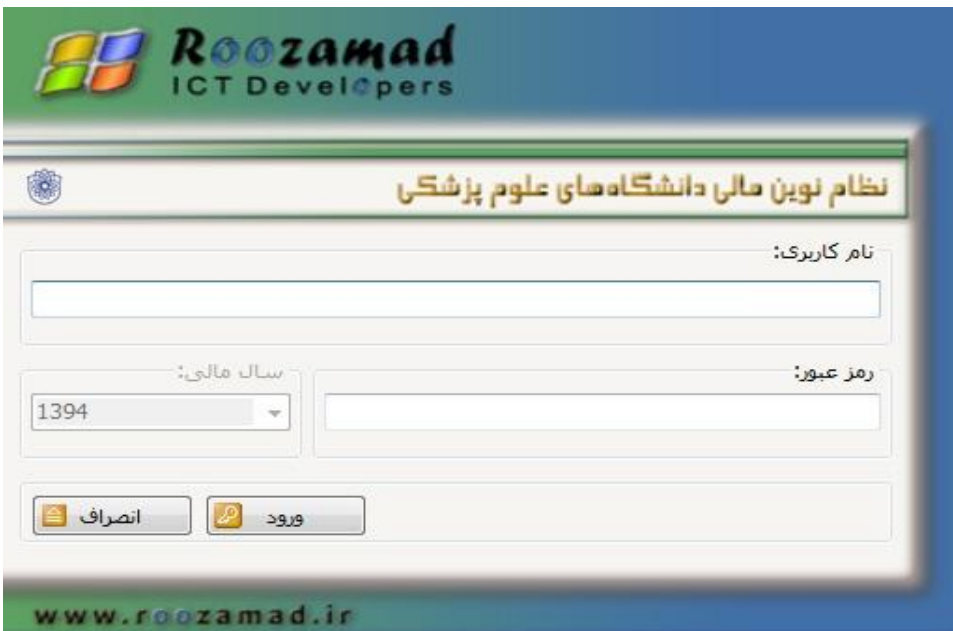 Roozamad
ICT Developers
نظام نوین مالی دانشگاه‌های علوم پزشکی
نام کاربری:
رمز عبور:
سال مالی:
1394
ورود
انصراف
www.roozamad.ir